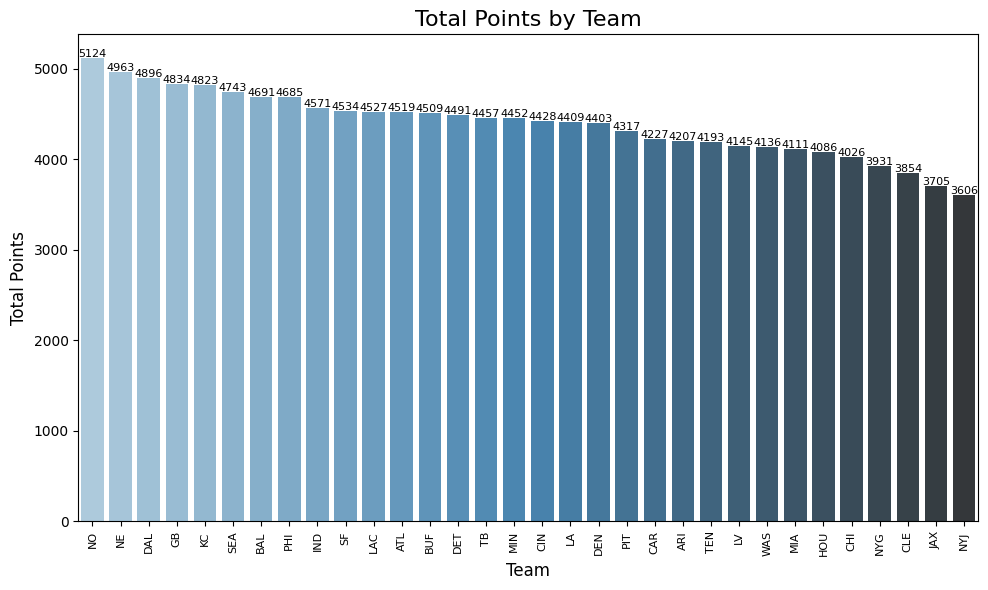 Total Points by Team
Total Points
5000
4000
3000
2000
1000
0
5124 4963 4896 4834 4823 4743 4691 4685 4571 4534 4527 4519 4509 4491 4457 4452 4428 4409 4403 4317 4227 4207 4193 4145 4136 4111 4086 4026 3931 3854 3705 3606
NO NE DAL GB KC SEA BAL PHI IND SF LAC ATL BUF DET TB MIN CIN LA DEN PIT CAR ARI TEN LV WAS MIA HOU CHI NYG CLE JAX NYJ
Team